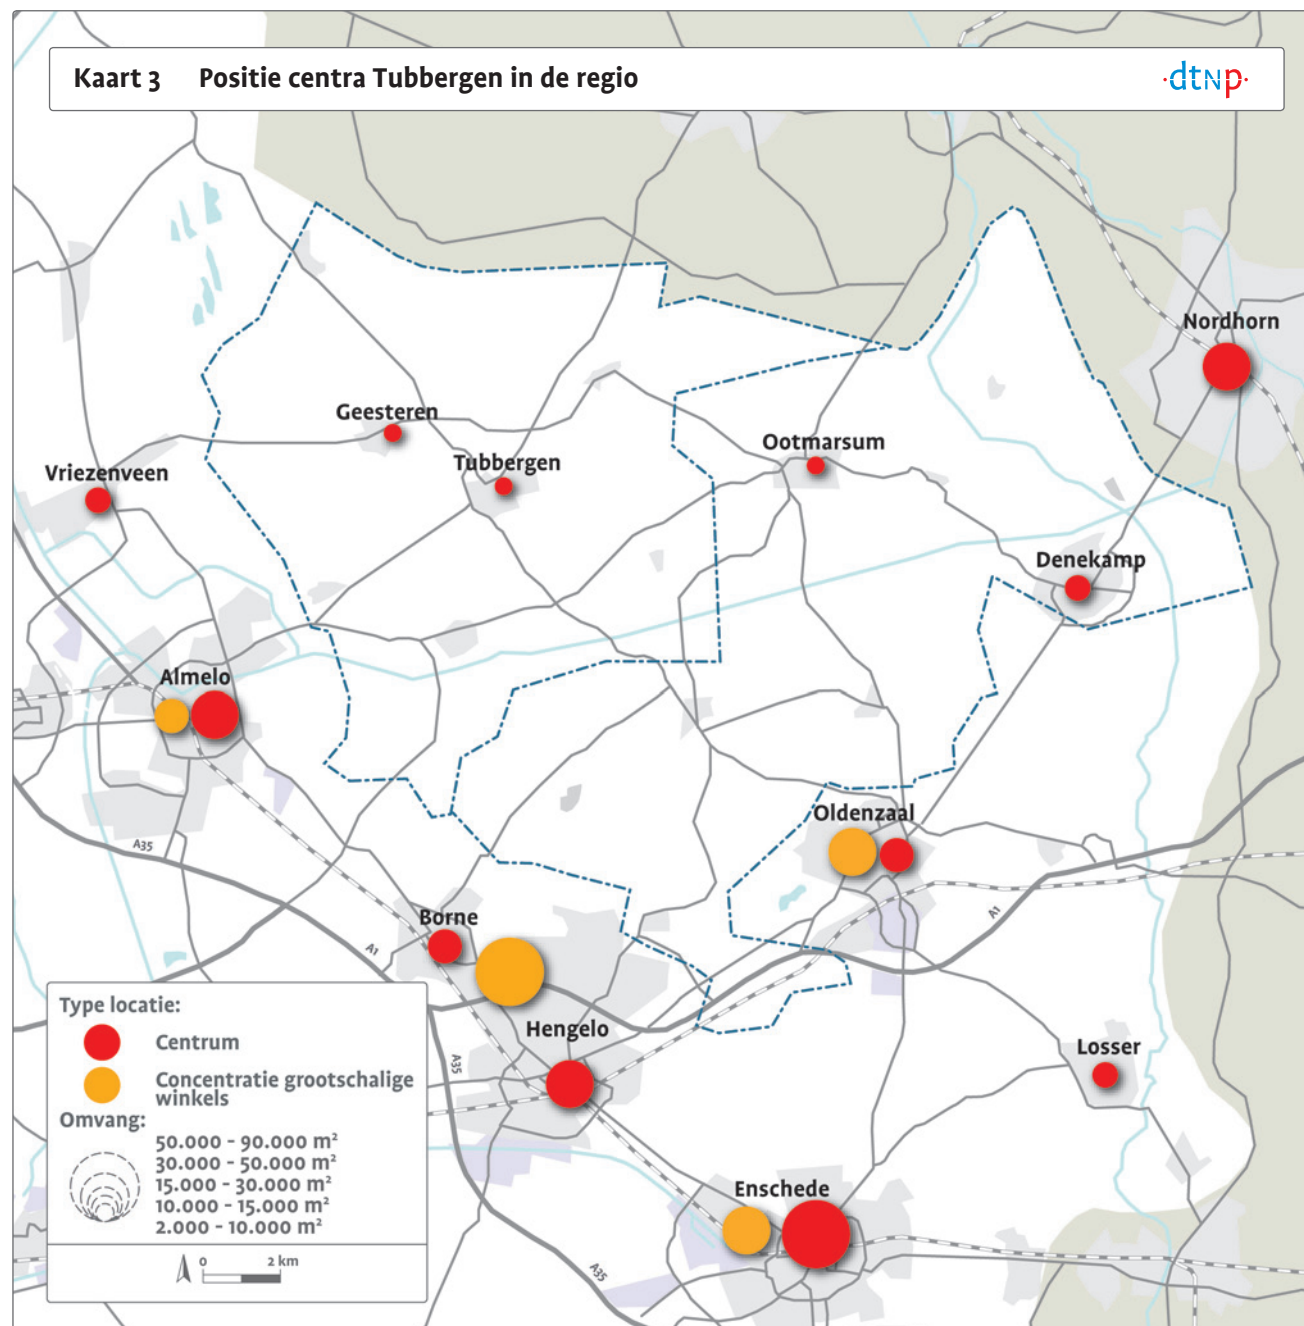 Kaart 3 Positie centra Tubbergen in de regio
·dtnp·
Nordhorn
Geesteren
Ootmarsum
Tubbergen
Vriezenveen
Denekamp
Almelo
Oldenzaal
A35
Borne
A1
A1
Hengelo
A35
Losser
Enschede
A35
Type locatie:
Centrum
Concentratie grootschalige
winkels
Omvang:
50.000 - 90.000 m²
30.000 - 50.000 m²
15.000 - 30.000 m²
10.000 - 15.000 m²
2.000 - 10.000 m²
0 2 km